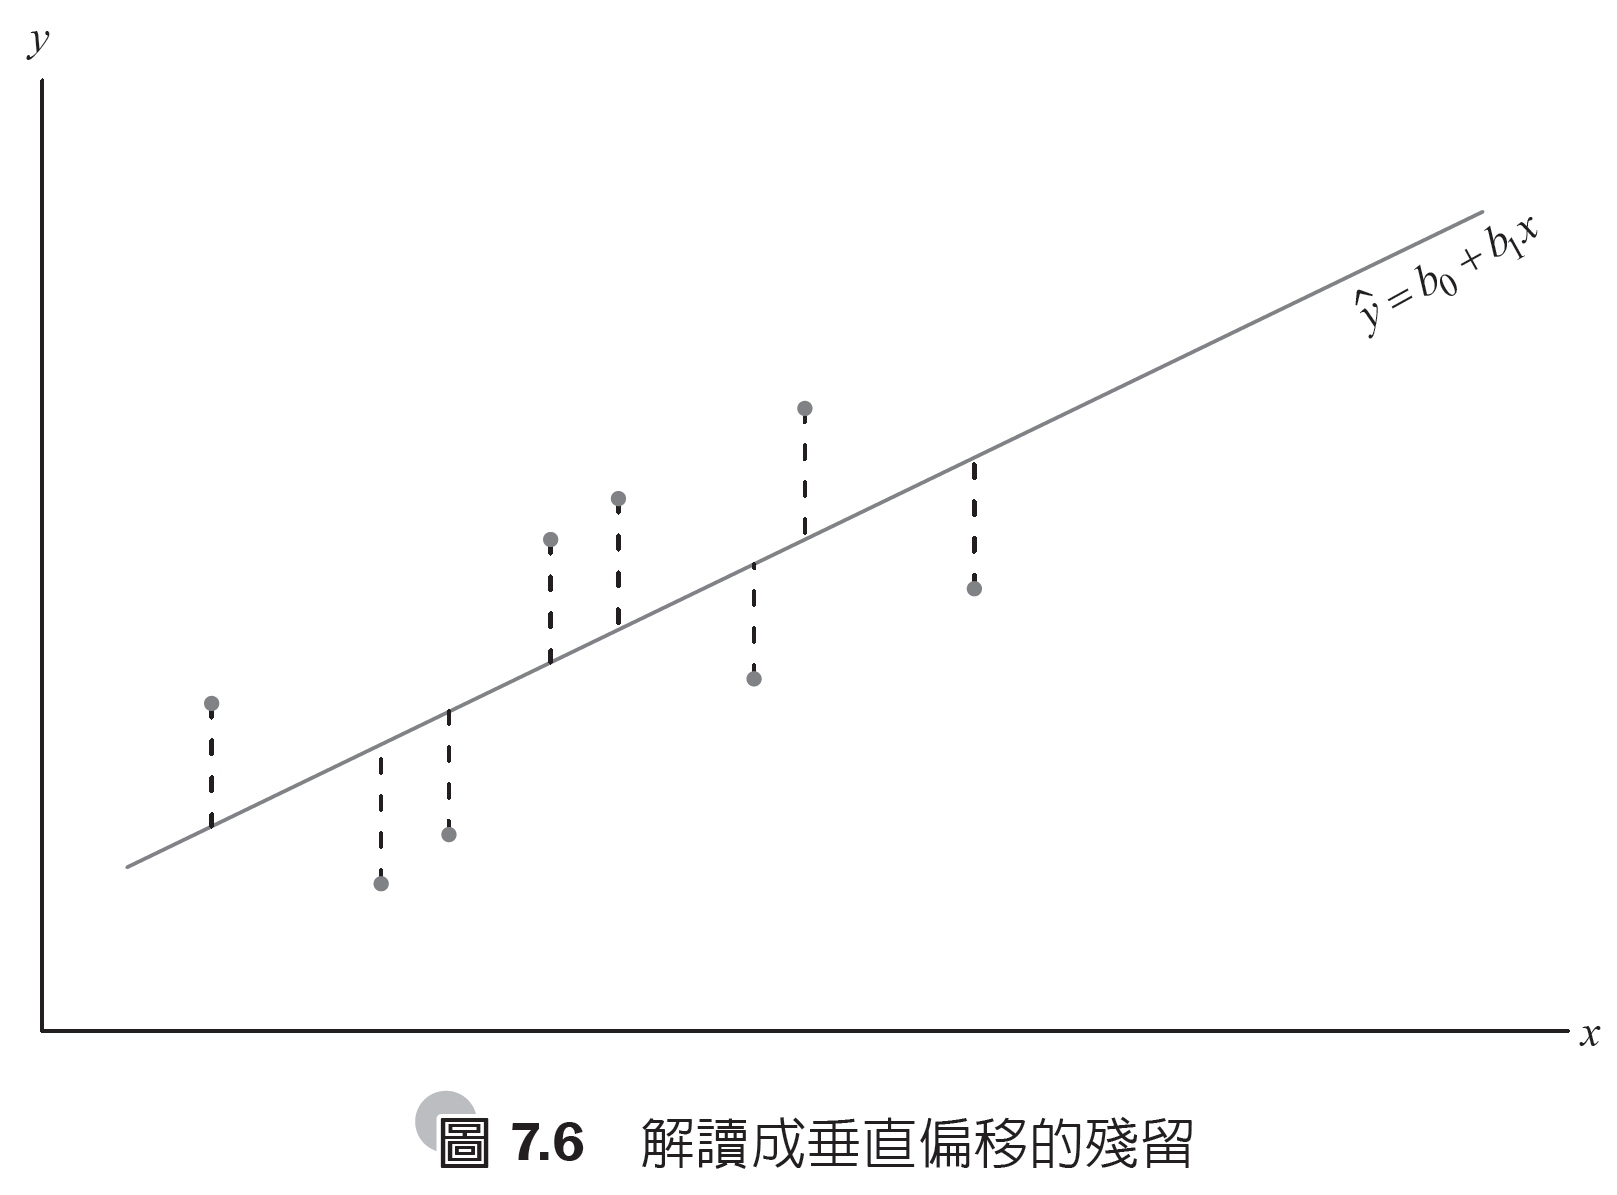 y
ŷ = b₀ + b₁x
x
圖 7.6 解讀成垂直偏移的殘留